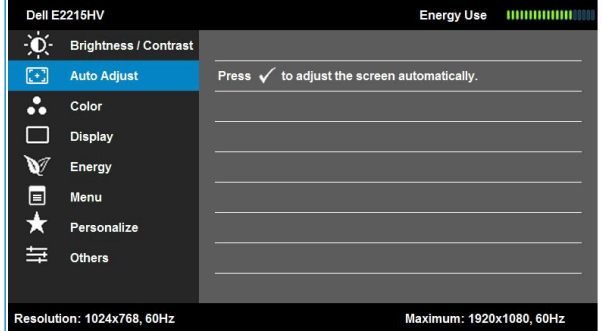 Dell E2215HV Energy Use
Brightness / Contrast
Auto Adjust Press ✓ to adjust the screen automatically.
Color
Display
Energy
Menu
Personalize
Others
Resolution: 1024x768, 60Hz Maximum: 1920x1080, 60Hz